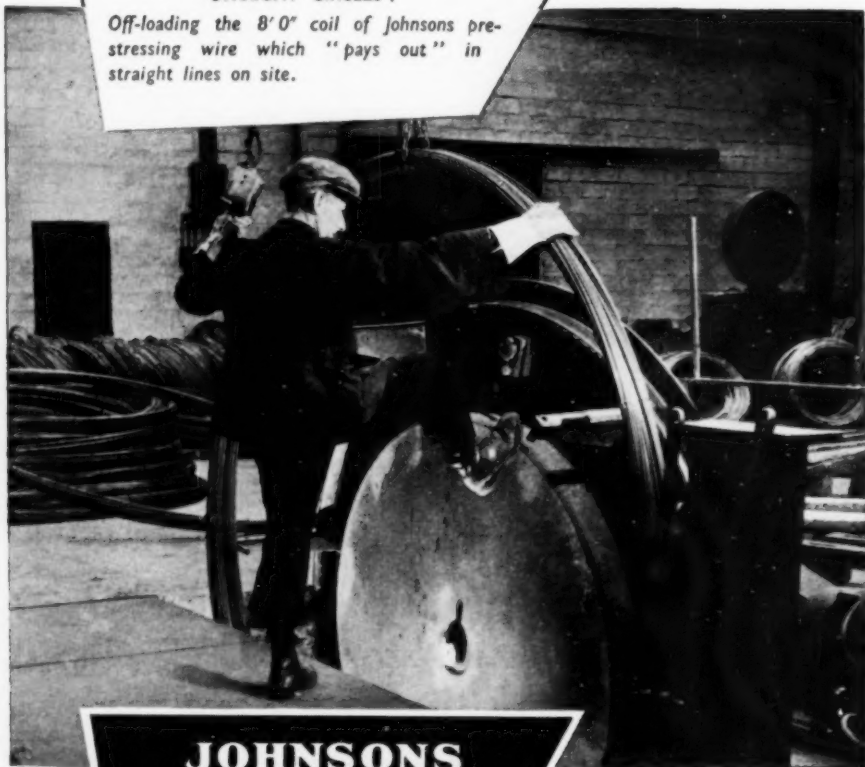 Off-loading the 8' 0" coil of Johnsons pre-
stressing wire which "pays out" in
straight lines on site.
JOHNSONS